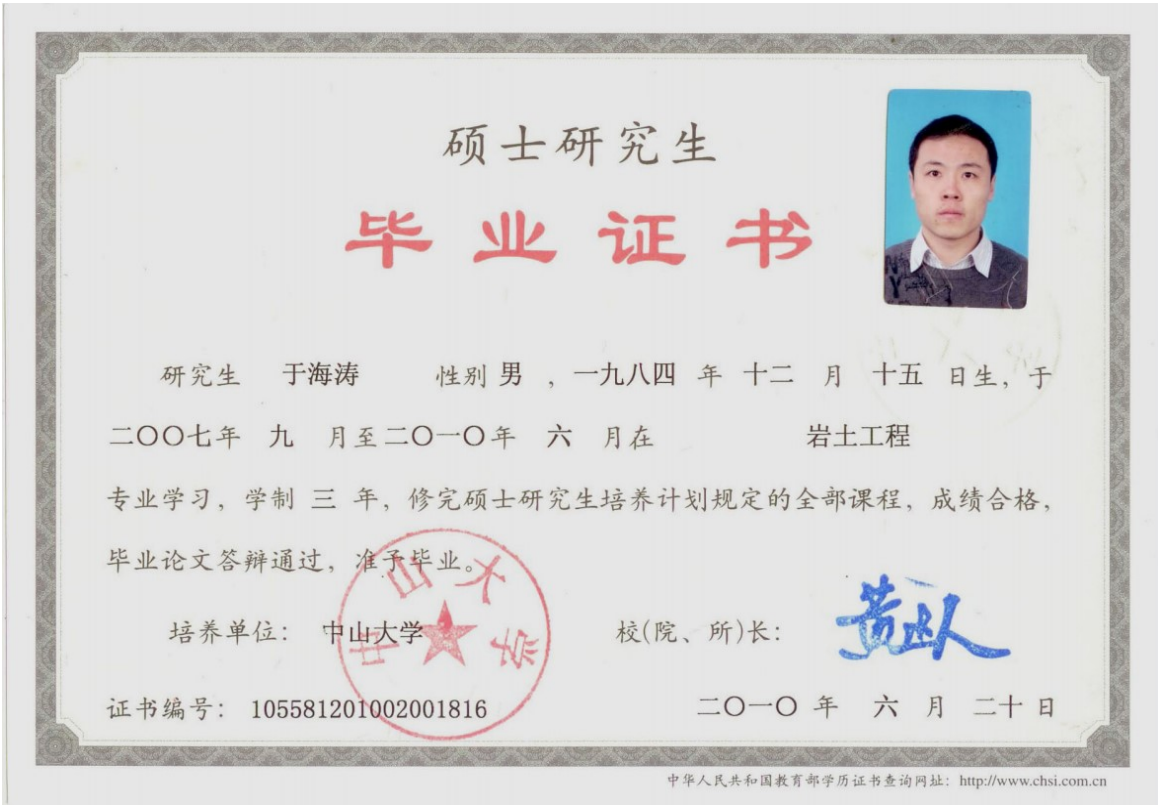 硕士研究生
毕业证书
研究生 于海涛 性别 男 ，一九八四 年 十二 月 十五 日生，于
二〇〇七年 九 月至二〇一〇年 六 月在 岩土工程
专业学习，学制 三 年，修完硕士研究生培养计划规定的全部课程，成绩合格，
毕业论文答辩通过，准予毕业。
中山大学
培养单位： 中山大学 校(院、所)长： 黄达人
证书编号： 105581201002001816 二〇一〇 年 六 月 二十 日
中华人民共和国教育部学历证书查询网址：http://www.chsi.com.cn